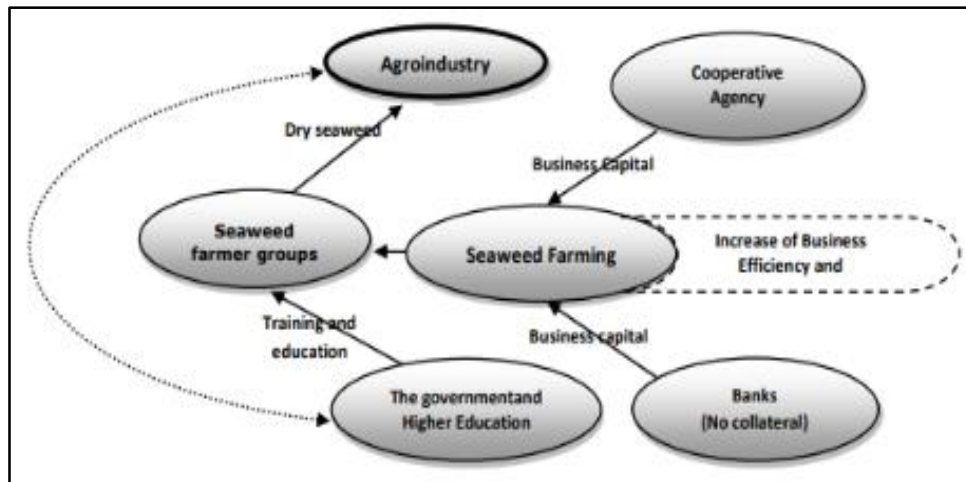 Agroindustry
Cooperative
Agency
Dry seaweed
Business Capital
Seaweed
farmer groups
Seaweed Farming
Increase of Business
Efficiency and
Training and
education
Business capital
The governmentand
Higher Education
Banks
(No collateral)